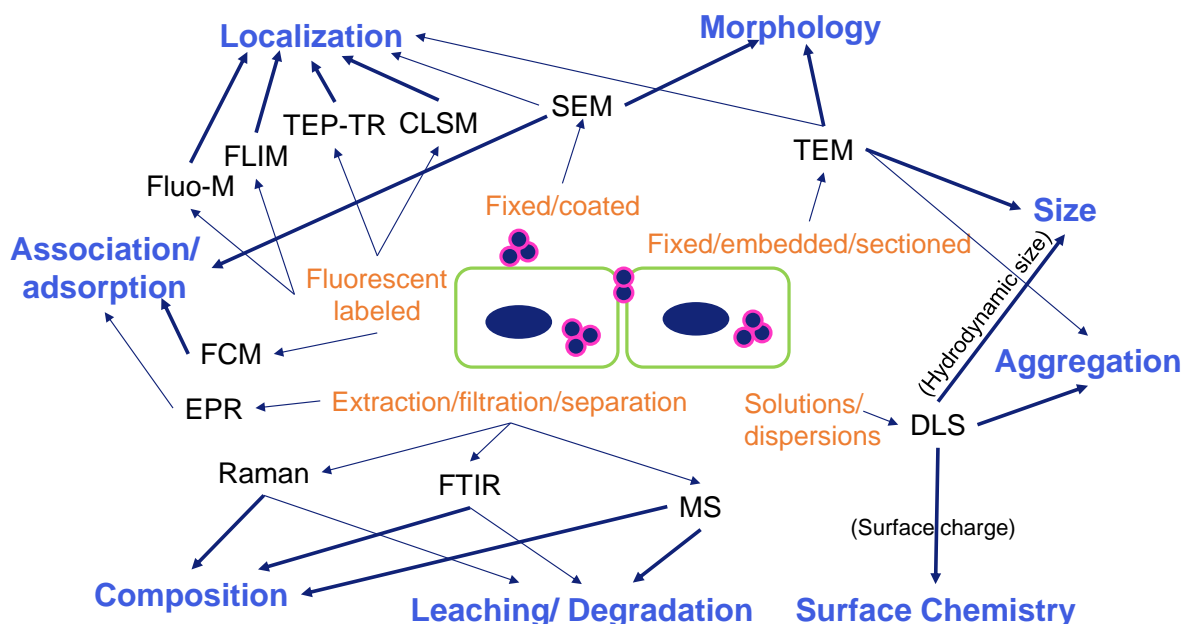 Localization
Morphology
SEM
TEP-TR
CLSM
TEM
FLIM
Fluo-M
Fixed/coated
Size
Association/
adsorption
Fixed/embedded/sectioned
Fluorescent
labeled
(Hydrodynamic size)
FCM
Aggregation
EPR
Extraction/filtration/separation
Solutions/
dispersions
DLS
Raman
FTIR
MS
(Surface charge)
Composition
Leaching/ Degradation
Surface Chemistry